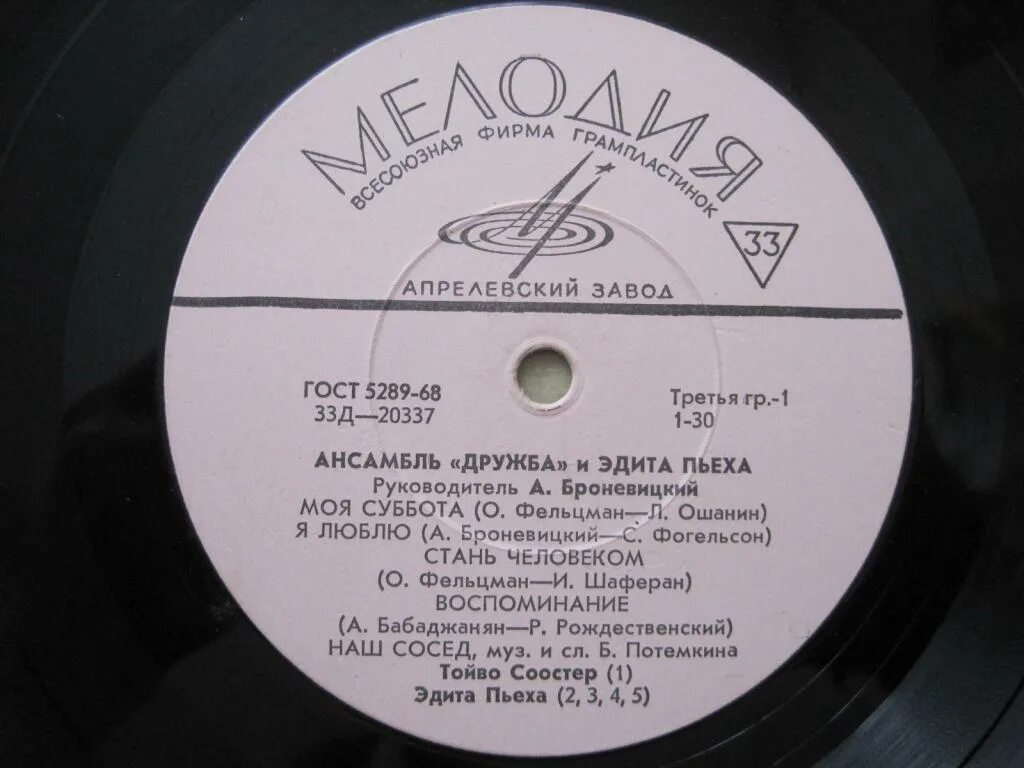 МЕЛОДИЯ
ВСЕСОЮЗНАЯ ФИРМА ГРАМПЛАСТИНОК
33
АПРЕЛЕВСКИЙ ЗАВОД
ГОСТ 5289-68
33Д—20337
Третья гр.-1
1-30
АНСАМБЛЬ «ДРУЖБА» и ЭДИТА ПЬЕХА
Руководитель А. Броневицкий
МОЯ СУББОТА (О. Фельцман—Л. Ошанин)
Я ЛЮБЛЮ (А. Броневицкий—С. Фогельсон)
СТАНЬ ЧЕЛОВЕКОМ
(О. Фельцман—И. Шаферан)
ВОСПОМИНАНИЕ
(А. Бабаджанян—Р. Рождественский)
НАШ СОСЕД, муз. и сл. Б. Потемкина
Тойво Соостер (1)
Эдита Пьеха (2, 3, 4, 5)